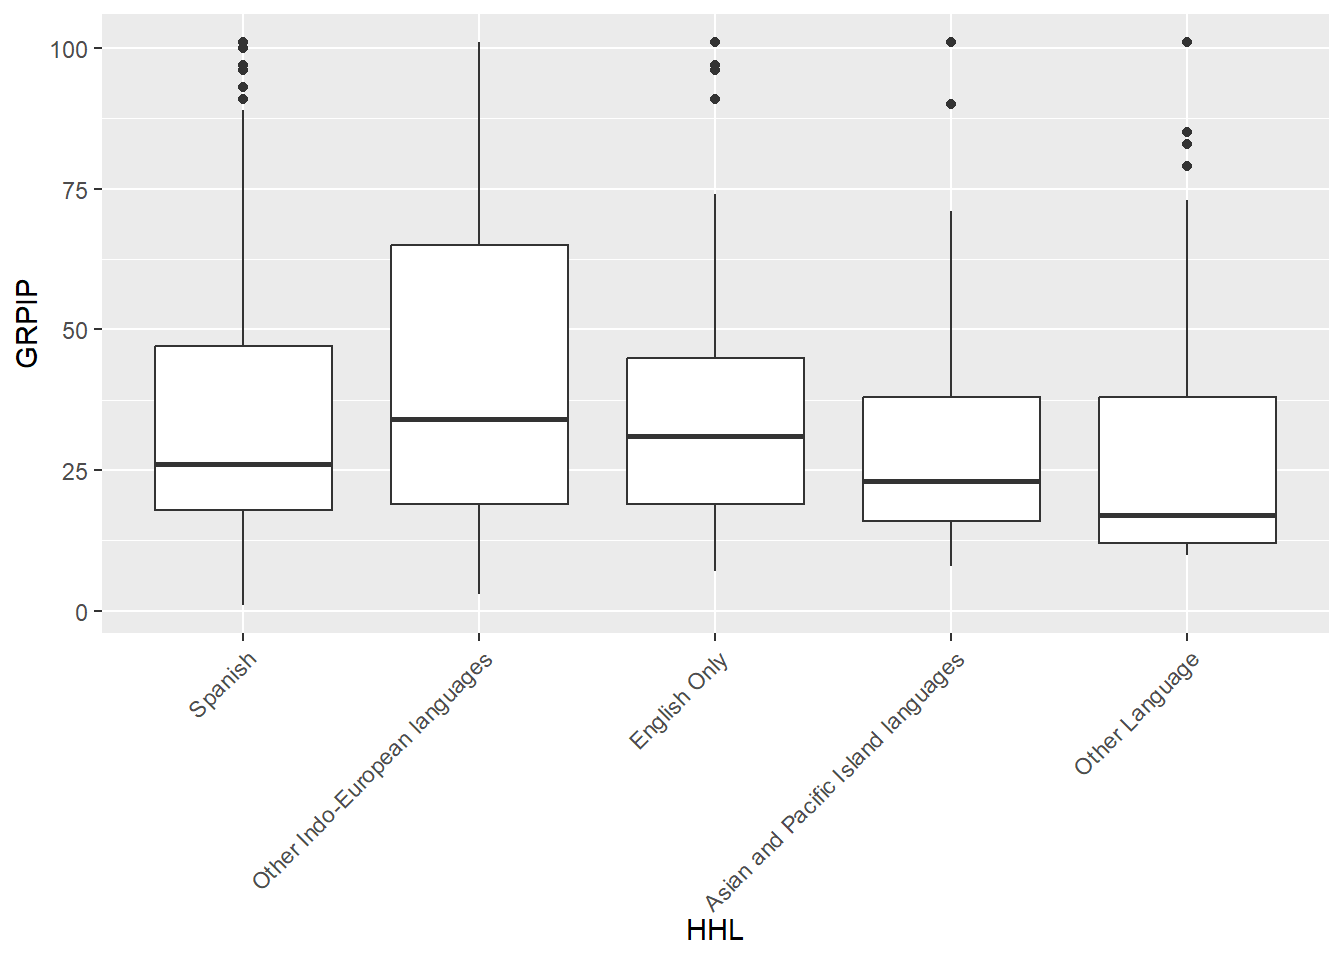 GRPIP
100
75
50
25
0
Spanish
Other Indo-European languages
English Only
Asian and Pacific Island languages
Other Language
HHL